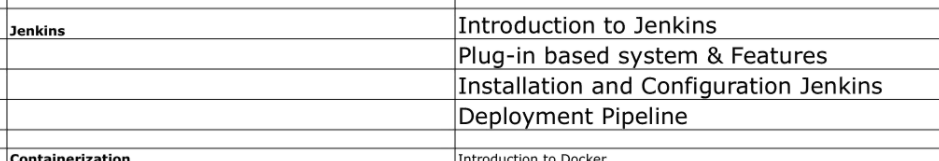 Jenkins Introduction to Jenkins
Plug-in based system & Features
Installation and Configuration Jenkins
Deployment Pipeline
Containerization Introduction to Docker